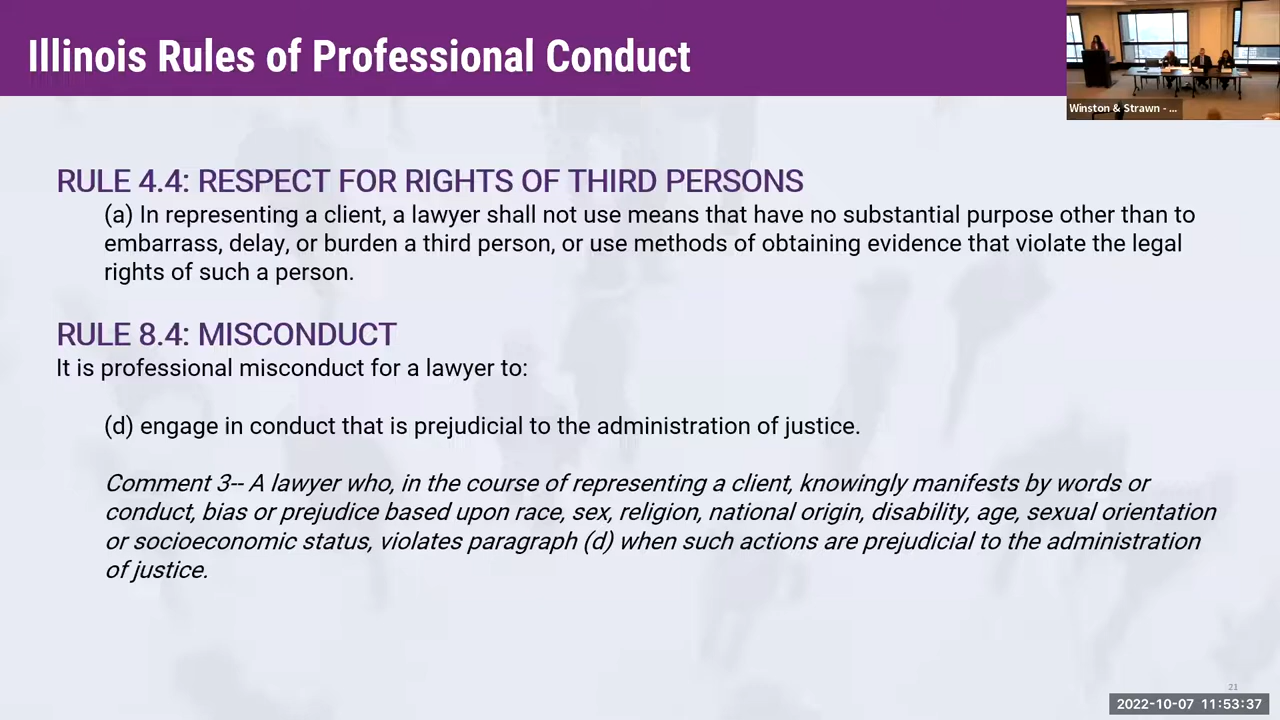 Illinois Rules of Professional Conduct
Winston & Strawn - ...
RULE 4.4: RESPECT FOR RIGHTS OF THIRD PERSONS
(a) In representing a client, a lawyer shall not use means that have no substantial purpose other than to
embarrass, delay, or burden a third person, or use methods of obtaining evidence that violate the legal
rights of such a person.
RULE 8.4: MISCONDUCT
It is professional misconduct for a lawyer to:
(d) engage in conduct that is prejudicial to the administration of justice.
Comment 3-- A lawyer who, in the course of representing a client, knowingly manifests by words or
conduct, bias or prejudice based upon race, sex, religion, national origin, disability, age, sexual orientation
or socioeconomic status, violates paragraph (d) when such actions are prejudicial to the administration
of justice.
21
2022-10-07 11:53:37